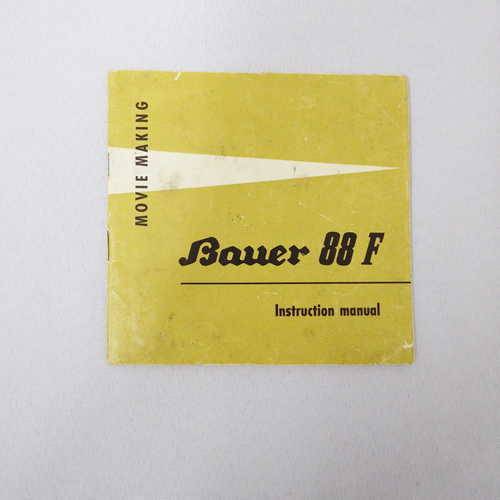 MOVIE MAKING
Bauer 88 F
Instruction manual